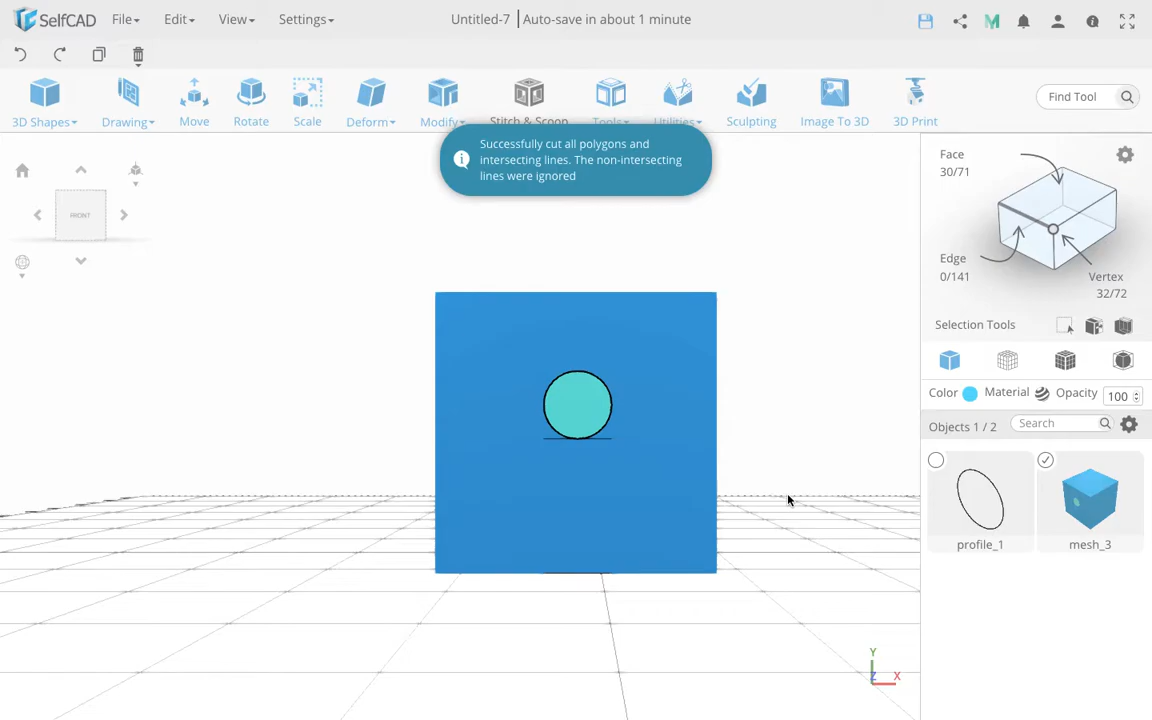 SelfCAD File Edit View Settings Untitled-7 Auto-save in about 1 minute
3D Shapes Drawing Move Rotate Scale Deform Modify Stitch & Scoop Tools Utilities Sculpting Image To 3D 3D Print Find Tool
Successfully cut all polygons and
intersecting lines. The non-intersecting
lines were ignored
FRONT
Face
30/71
Edge
0/141
Vertex
32/72
Selection Tools
Color Material Opacity 100
Objects 1 / 2 Search
profile_1 mesh_3
Y
Z X